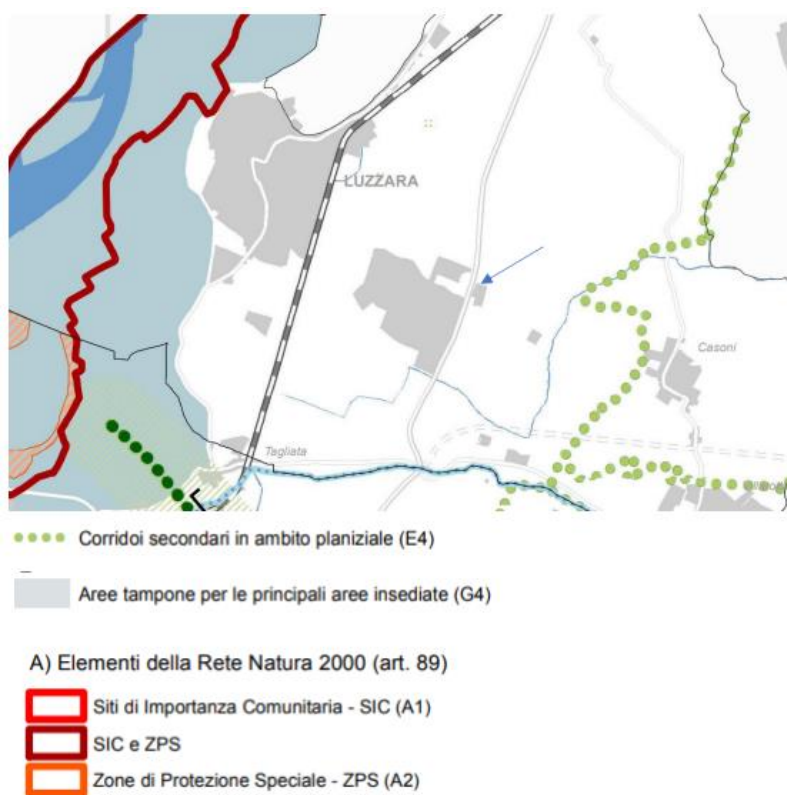 LUZZARA
Casoni
Tagliata
Corridoi secondari in ambito planiziale (E4)
Aree tampone per le principali aree insediate (G4)
A) Elementi della Rete Natura 2000 (art. 89)
Siti di Importanza Comunitaria - SIC (A1)
SIC e ZPS
Zone di Protezione Speciale - ZPS (A2)